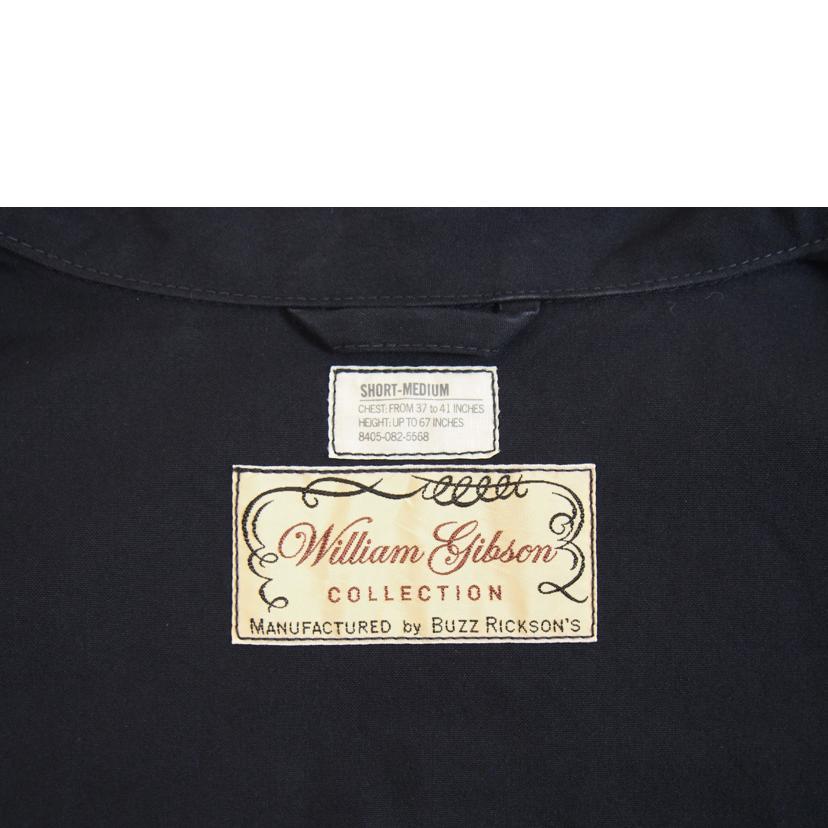 SHORT-MEDIUM
CHEST: FROM 37 to 41 INCHES
HEIGHT: UP TO 67 INCHES
8405-082-5568
William Gibson
COLLECTION
MANUFACTURED by BUZZ RICKSON'S